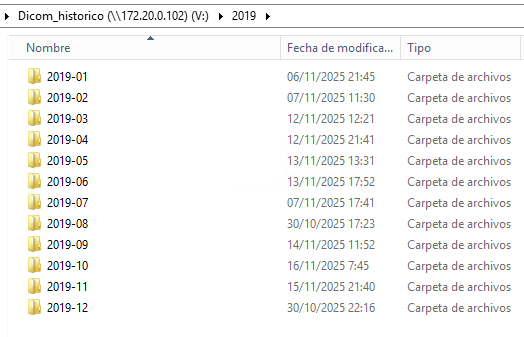 Dicom_historico (\\172.20.0.102) (V:) 2019
Nombre Fecha de modifica... Tipo
2019-01 06/11/2025 21:45 Carpeta de archivos
2019-02 07/11/2025 11:30 Carpeta de archivos
2019-03 12/11/2025 12:21 Carpeta de archivos
2019-04 12/11/2025 21:41 Carpeta de archivos
2019-05 13/11/2025 13:31 Carpeta de archivos
2019-06 13/11/2025 17:52 Carpeta de archivos
2019-07 07/11/2025 17:41 Carpeta de archivos
2019-08 30/10/2025 17:23 Carpeta de archivos
2019-09 14/11/2025 11:52 Carpeta de archivos
2019-10 16/11/2025 7:45 Carpeta de archivos
2019-11 15/11/2025 21:40 Carpeta de archivos
2019-12 30/10/2025 22:16 Carpeta de archivos